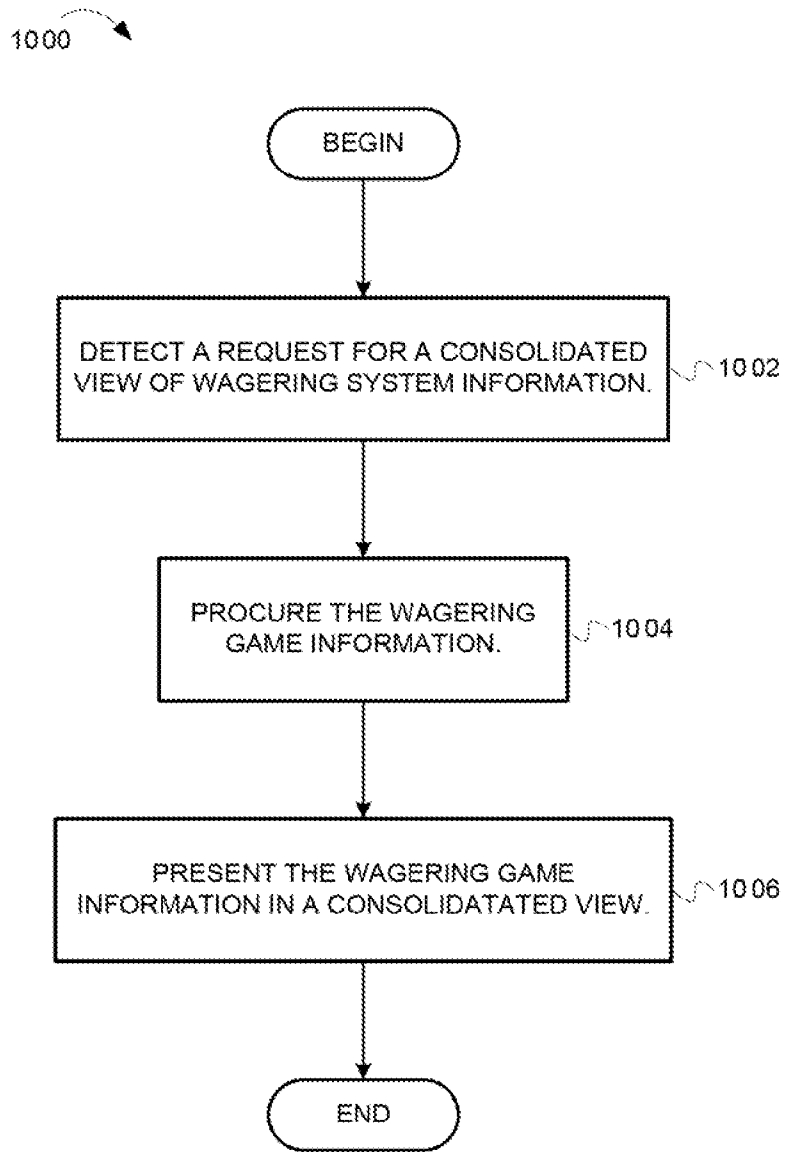 1000
BEGIN
DETECT A REQUEST FOR A CONSOLIDATED
VIEW OF WAGERING SYSTEM INFORMATION.
1002
PROCURE THE WAGERING
GAME INFORMATION.
1004
PRESENT THE WAGERING GAME
INFORMATION IN A CONSOLIDATATED VIEW.
1006
END